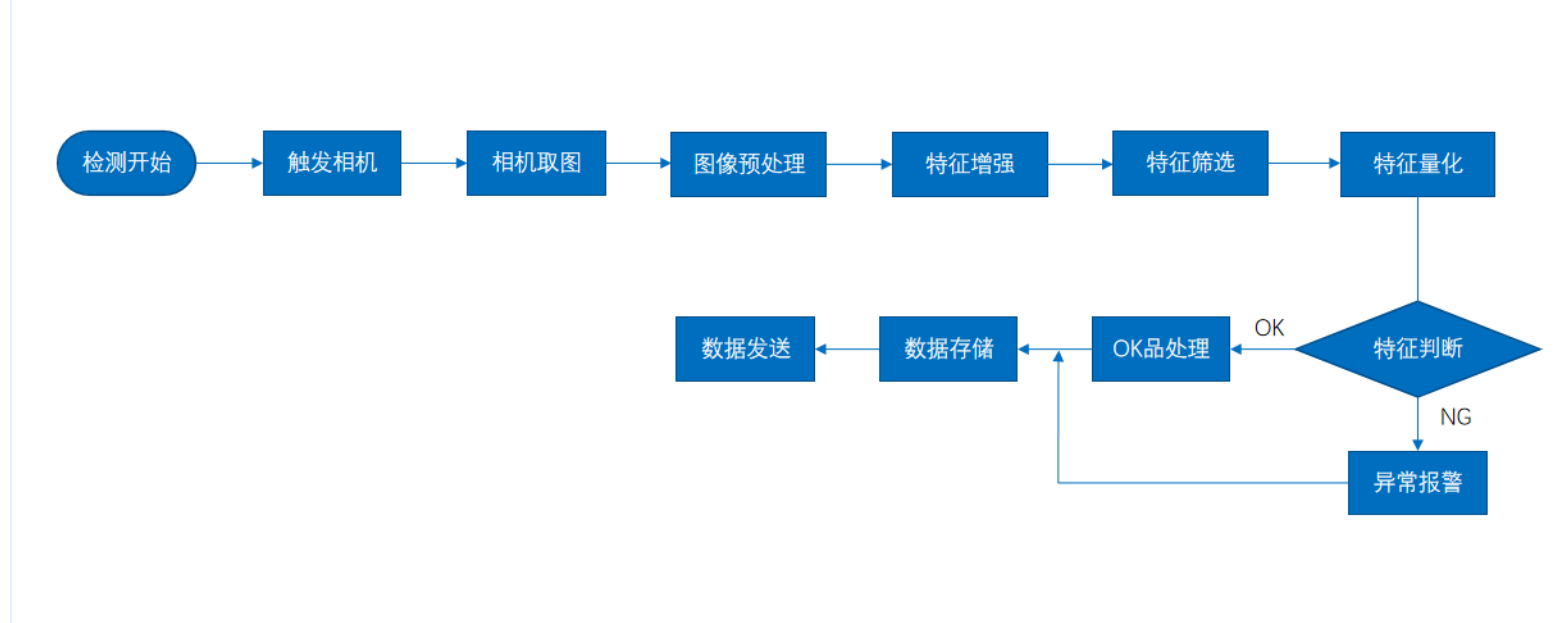 检测开始
触发相机
相机取图
图像预处理
特征增强
特征筛选
特征量化
数据发送
数据存储
OK品处理
OK
特征判断
NG
异常报警